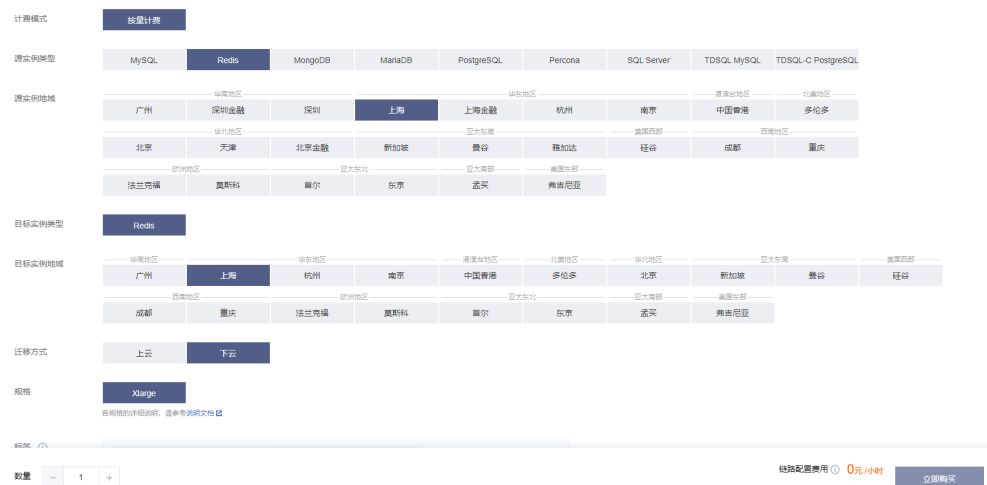 计费模式 按量计费
源实例类型 MySQL Redis MongoDB MariaDB PostgreSQL Percona SQL Server TDSQL MySQL TDSQL-C PostgreSQL
源实例地域 华南地区 华东地区 港澳台地区 北美地区
广州 深圳金融 深圳 上海 上海金融 杭州 南京 中国香港 多伦多
华北地区 亚太东南 美国西部 西南地区
北京 天津 北京金融 新加坡 曼谷 雅加达 硅谷 成都 重庆
欧洲地区 亚太东北 亚太南部 美国东部
法兰克福 莫斯科 首尔 东京 孟买 弗吉尼亚
目标实例类型 Redis
目标实例地域 华南地区 华东地区 港澳台地区 北美地区 华北地区 亚太东南 美国西部
广州 上海 杭州 南京 中国香港 多伦多 北京 新加坡 曼谷 硅谷
西南地区 欧洲地区 亚太东北 亚太南部 美国东部
成都 重庆 法兰克福 莫斯科 首尔 东京 孟买 弗吉尼亚
迁移方式 上云 下云
规格 Xlarge
各规格的详细说明，请参考说明文档
标签
数量 － 1 + 链路配置费用 0元/小时 立即购买